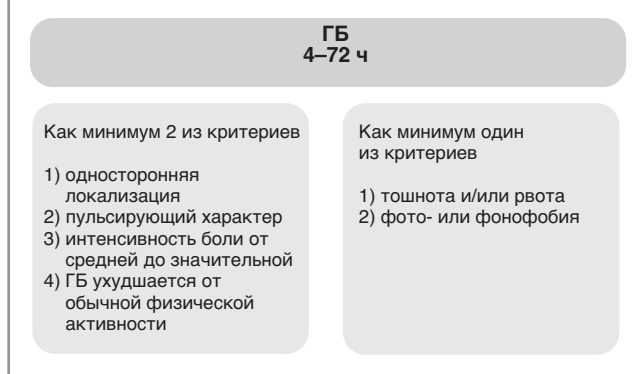 ГБ
4–72 ч
Как минимум 2 из критериев
1) односторонняя
локализация
2) пульсирующий характер
3) интенсивность боли от
средней до значительной
4) ГБ ухудшается от
обычной физической
активности
Как минимум один
из критериев
1) тошнота и/или рвота
2) фото- или фонофобия